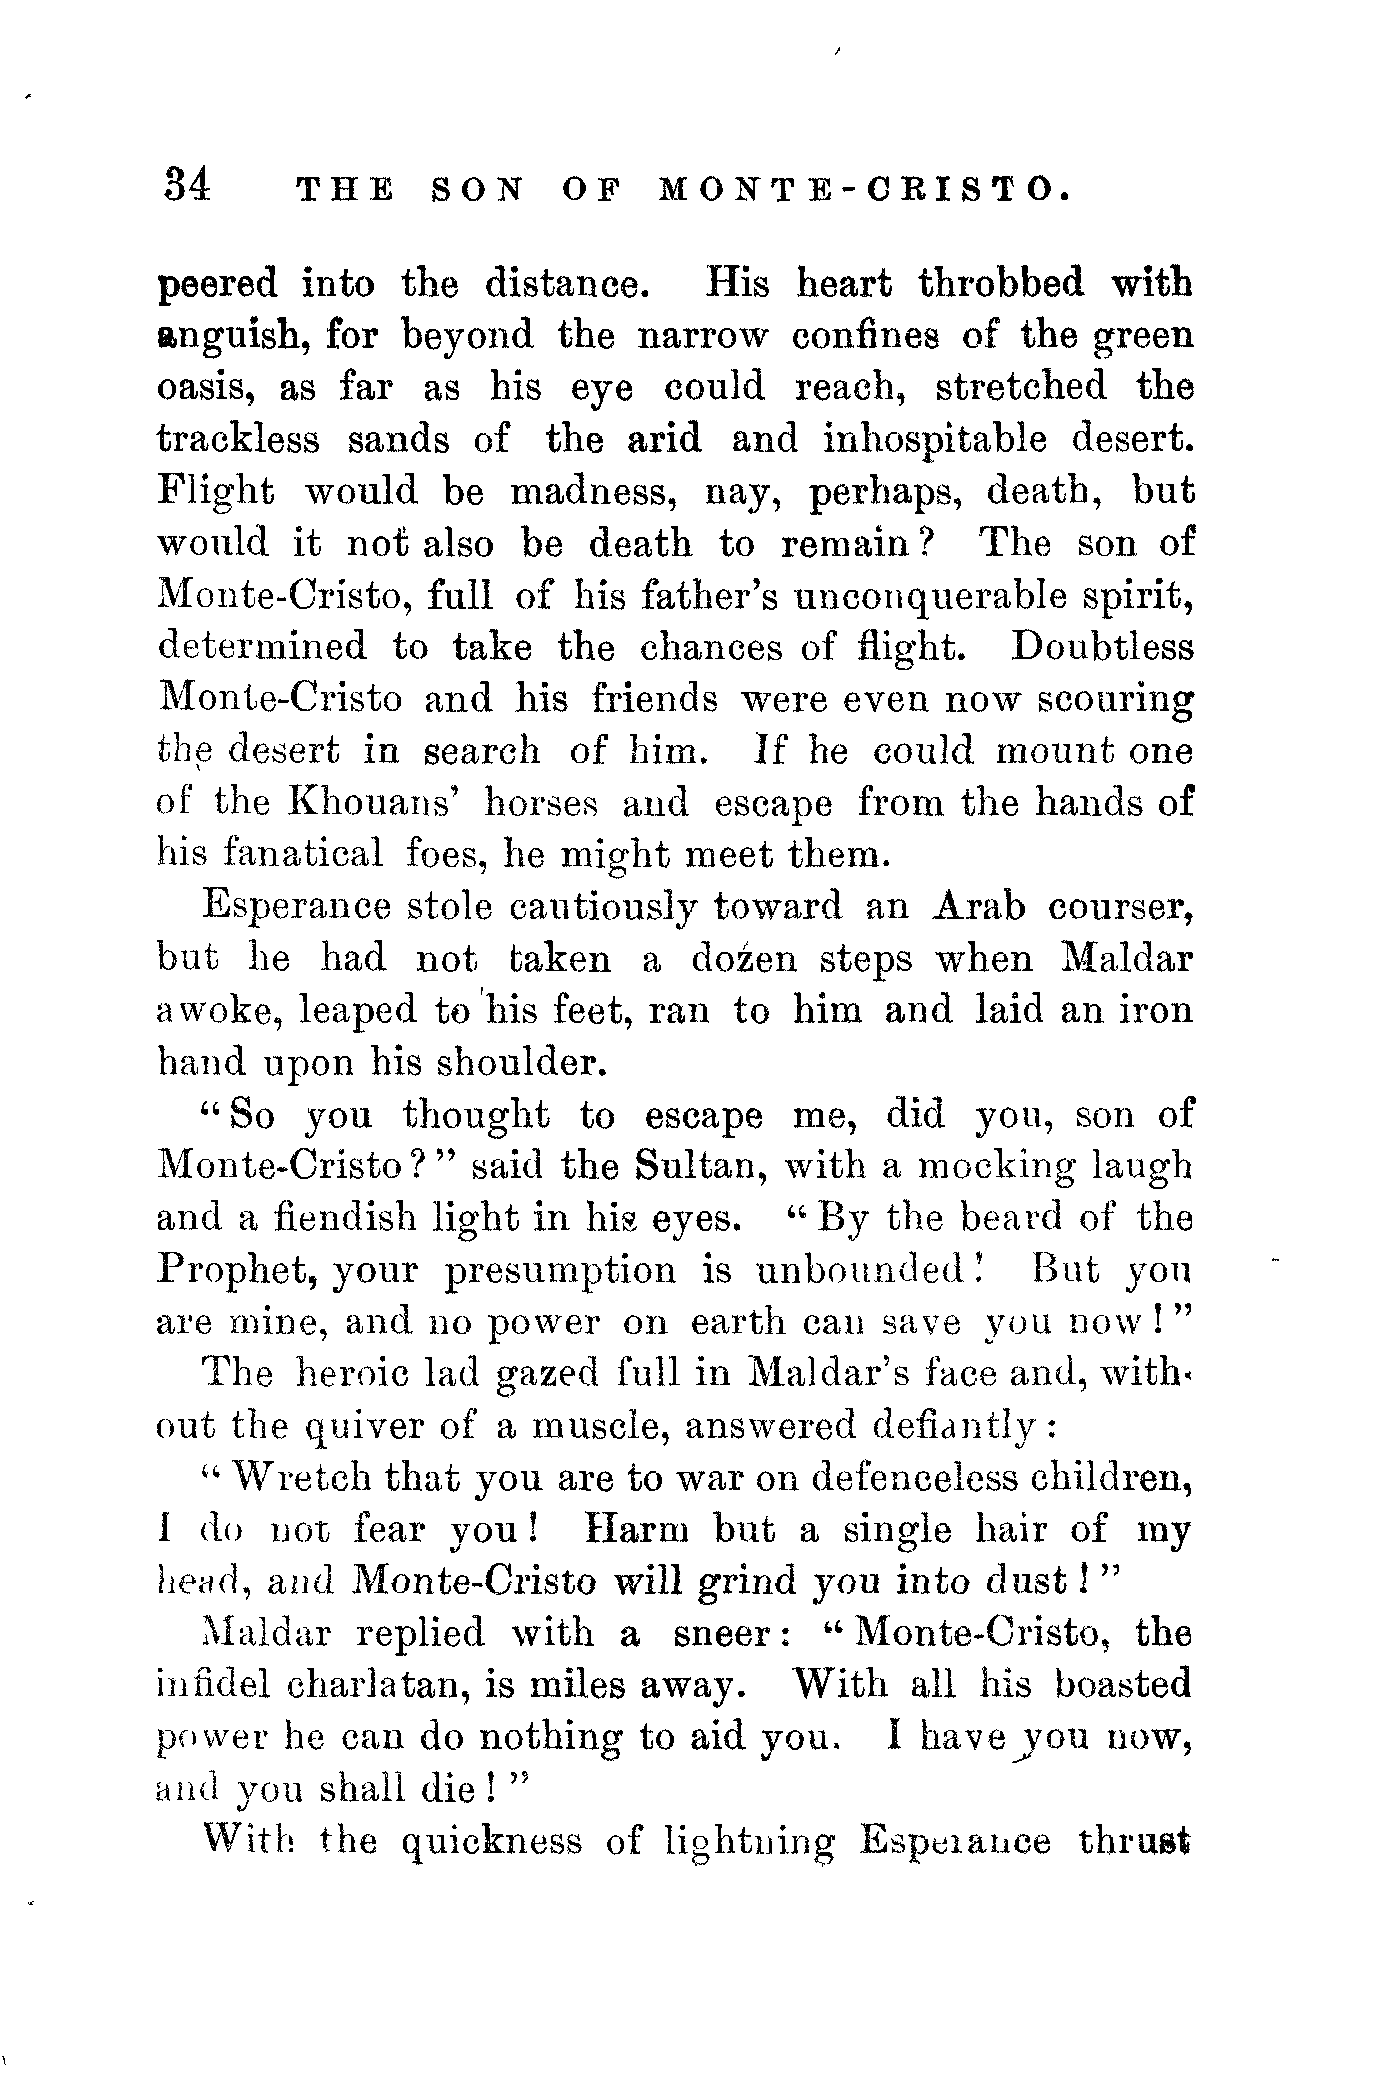 34 THE SON OF MONTE-CRISTO.
peered into the distance. His heart throbbed with
anguish, for beyond the narrow confines of the green
oasis, as far as his eye could reach, stretched the
trackless sands of the arid and inhospitable desert.
Flight would be madness, nay, perhaps, death, but
would it not also be death to remain? The son of
Monte-Cristo, full of his father's unconquerable spirit,
determined to take the chances of flight. Doubtless
Monte-Cristo and his friends were even now scouring
the desert in search of him. If he could mount one
of the Khouans' horses and escape from the hands of
his fanatical foes, he might meet them.
Esperance stole cautiously toward an Arab courser,
but he had not taken a dozen steps when Maldar
awoke, leaped to his feet, ran to him and laid an iron
hand upon his shoulder.
“So you thought to escape me, did you, son of
Monte-Cristo?” said the Sultan, with a mocking laugh
and a fiendish light in his eyes. “By the beard of the
Prophet, your presumption is unbounded! But you
are mine, and no power on earth can save you now!”
The heroic lad gazed full in Maldar's face and, with-
out the quiver of a muscle, answered defiantly:
“Wretch that you are to war on defenceless children,
I do not fear you! Harm but a single hair of my
head, and Monte-Cristo will grind you into dust!”
Maldar replied with a sneer: “Monte-Cristo, the
infidel charlatan, is miles away. With all his boasted
power he can do nothing to aid you. I have you now,
and you shall die!”
With the quickness of lightning Esperance thrust